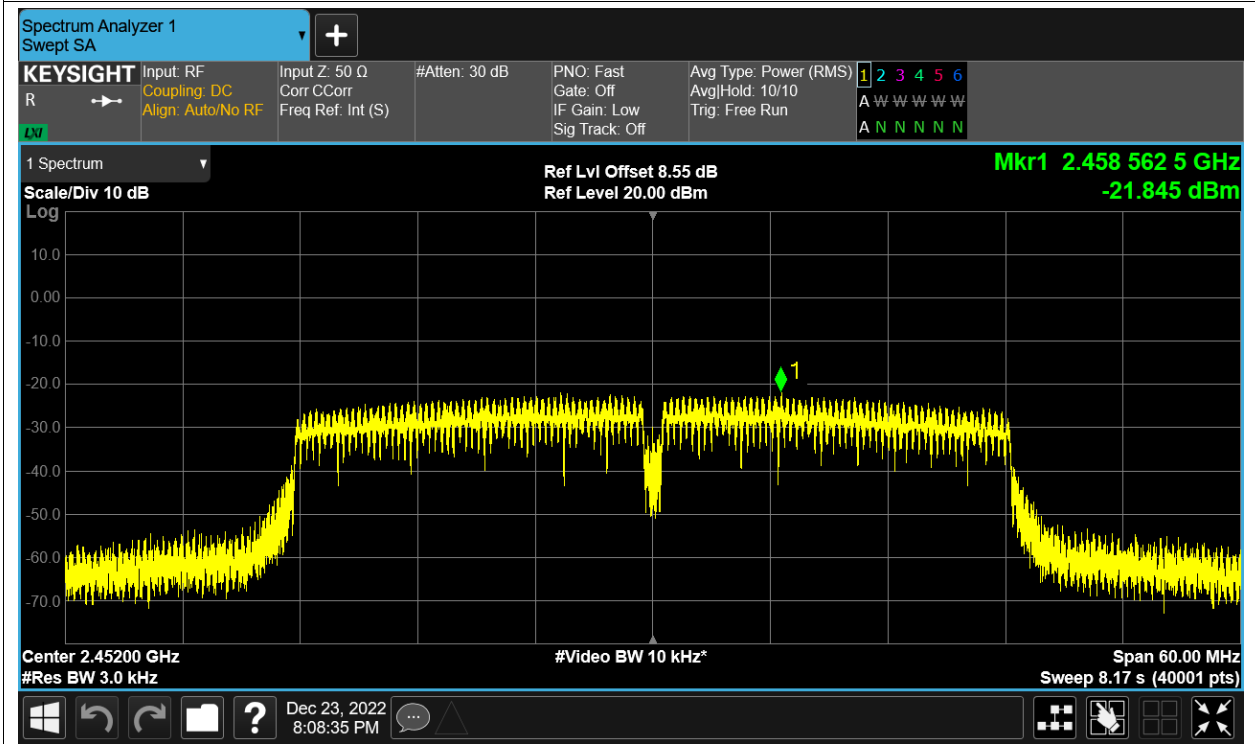 Spectrum Analyzer 1
Swept SA
KEYSIGHT
R
LXI
Input: RF
Coupling: DC
Align: Auto/No RF
Input Z: 50 Ω
Corr CCorr
Freq Ref: Int (S)
#Atten: 30 dB
PNO: Fast
Gate: Off
IF Gain: Low
Sig Track: Off
Avg Type: Power (RMS)
Avg|Hold: 10/10
Trig: Free Run
1 2 3 4 5 6
A W W W W W
A N N N N N
1 Spectrum
Scale/Div 10 dB
Log
Ref Lvl Offset 8.55 dB
Ref Level 20.00 dBm
Mkr1 2.458 562 5 GHz
-21.845 dBm
10.0
0.00
-10.0
-20.0
-30.0
-40.0
-50.0
-60.0
-70.0
1
Center 2.45200 GHz
#Res BW 3.0 kHz
#Video BW 10 kHz*
Span 60.00 MHz
Sweep 8.17 s (40001 pts)
?
Dec 23, 2022
8:08:35 PM